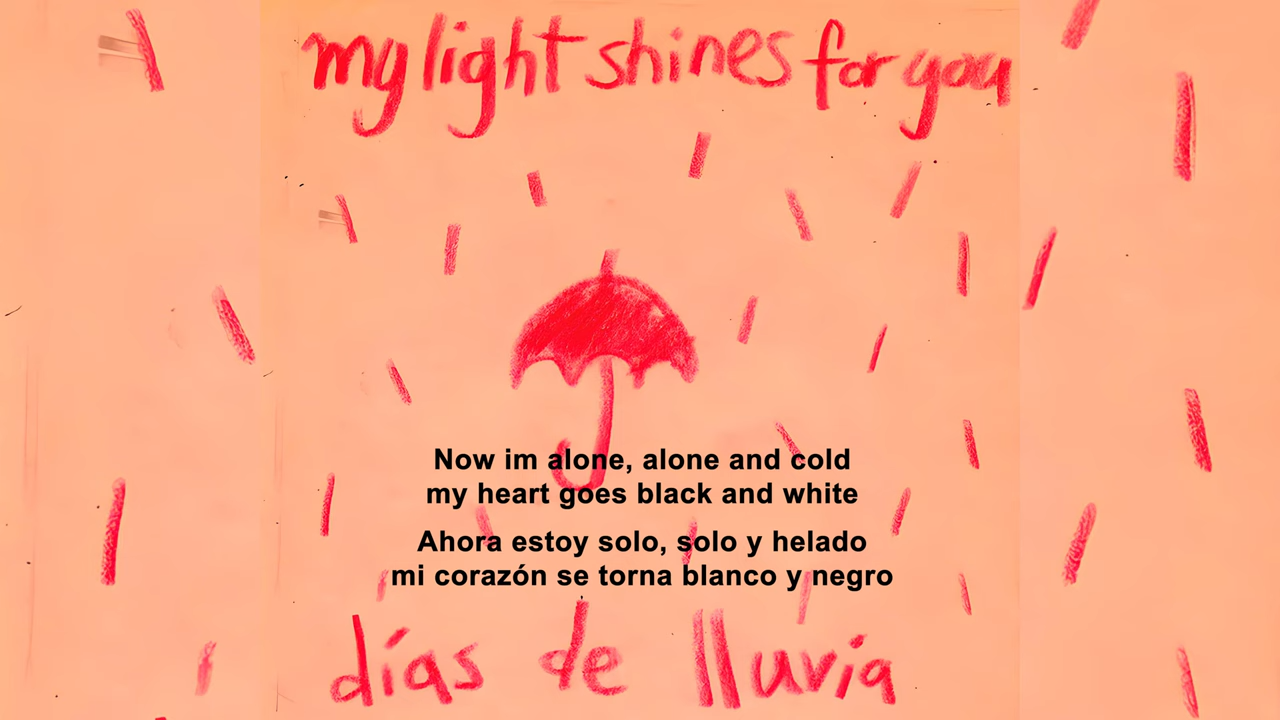 my light shines for you
Now im alone, alone and cold
my heart goes black and white
Ahora estoy solo, solo y helado
mi corazón se torna blanco y negro
días de lluvia